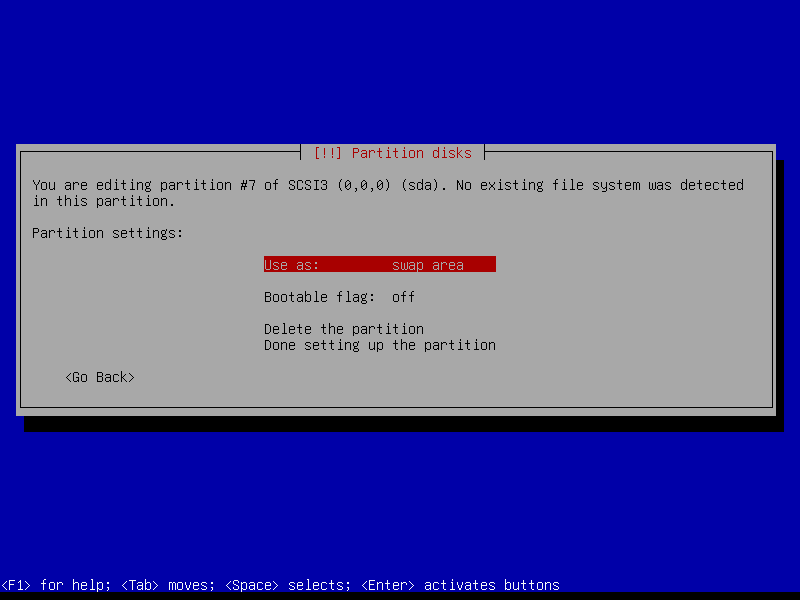 [!!] Partition disks
You are editing partition #7 of SCSI3 (0,0,0) (sda). No existing file system was detected
in this partition.
Partition settings:
Use as: swap area
Bootable flag: off
Delete the partition
Done setting up the partition
<Go Back>
<F1> for help; <Tab> moves; <Space> selects; <Enter> activates buttons